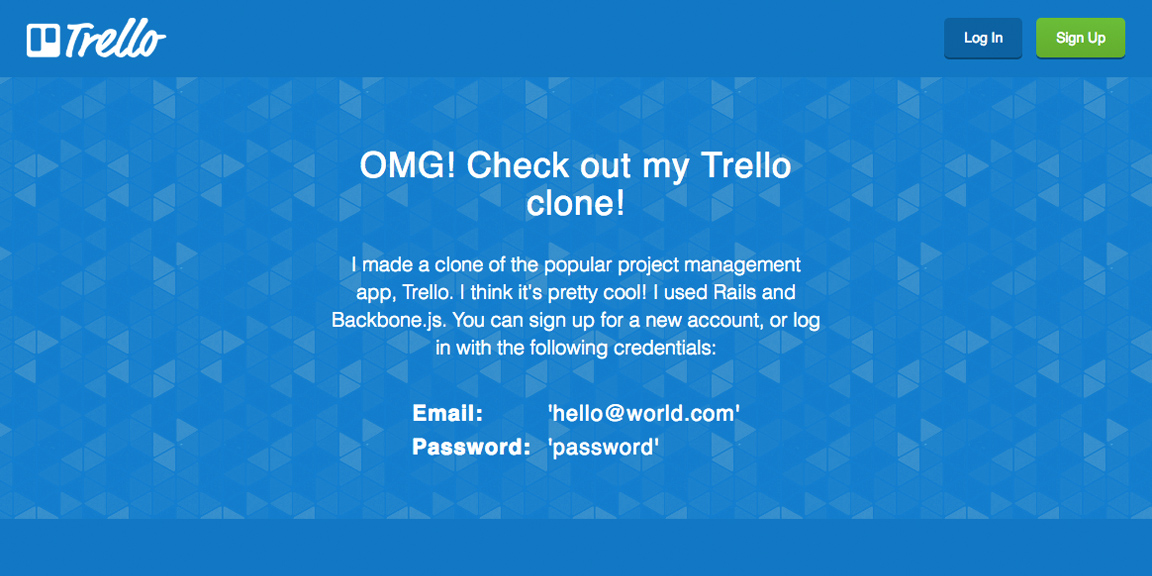 Trello
Log In
Sign Up
OMG! Check out my Trello
clone!
I made a clone of the popular project management
app, Trello. I think it's pretty cool! I used Rails and
Backbone.js. You can sign up for a new account, or log
in with the following credentials:
Email: 'hello@world.com'
Password: 'password'